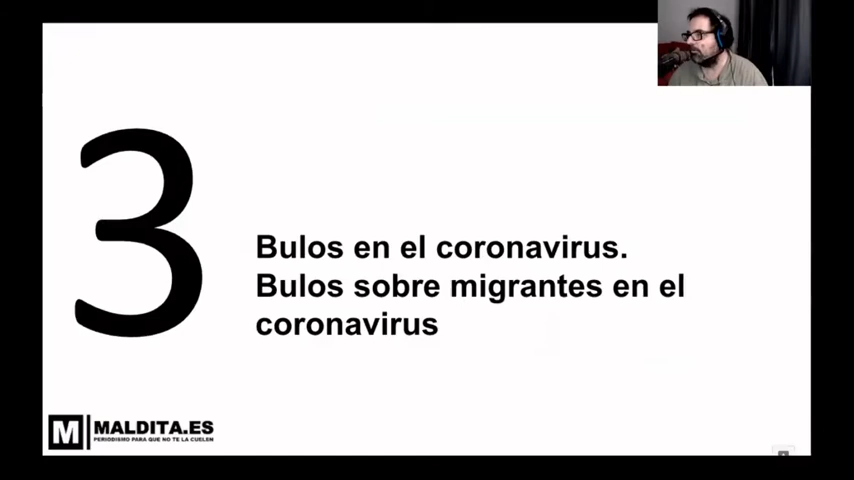 3
Bulos en el coronavirus.
Bulos sobre migrantes en el
coronavirus
M MALDITA.ES
PERIODISMO PARA QUE NO TE LA CUELEN